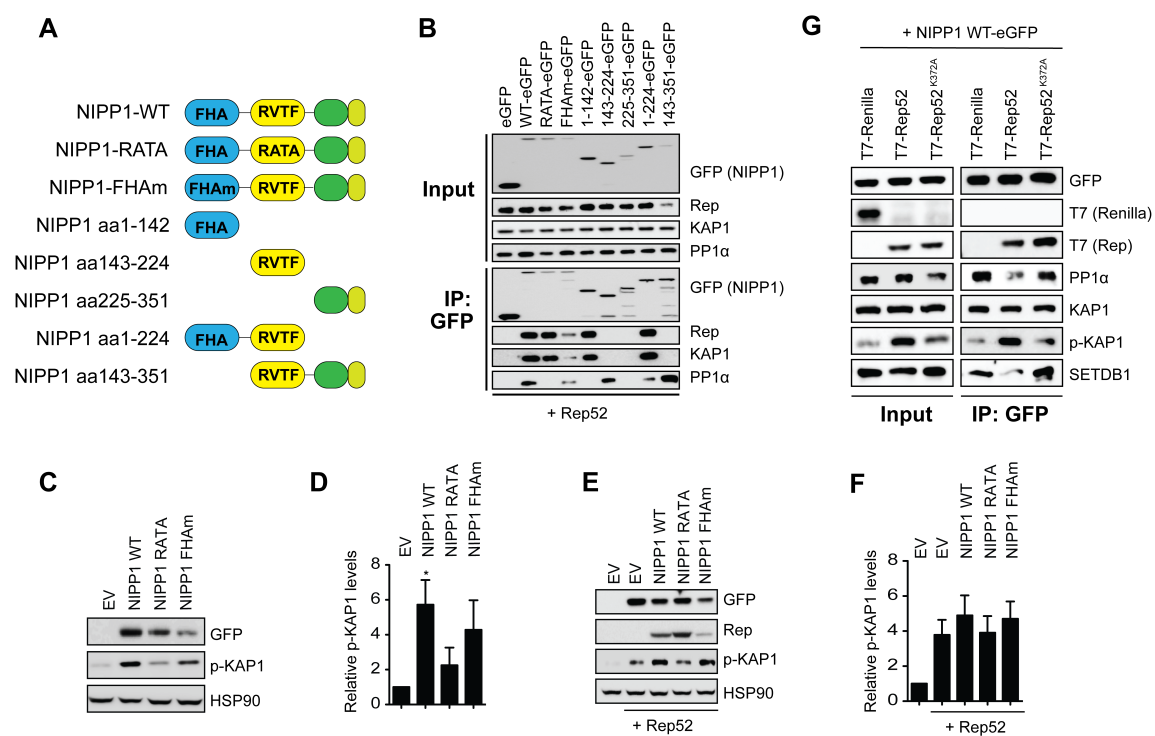 A
NIPP1-WT FHA RVTF
NIPP1-RATA FHA RATA
NIPP1-FHAm FHAm RVTF
NIPP1 aa1-142 FHA
NIPP1 aa143-224 RVTF
NIPP1 aa225-351
NIPP1 aa1-224 FHA RVTF
NIPP1 aa143-351 RVTF
B
eGFP
WT-eGFP
RATA-eGFP
FHAm-eGFP
1-142-eGFP
143-224-eGFP
225-351-eGFP
1-224-eGFP
143-351-eGFP
Input
GFP (NIPP1)
Rep
KAP1
PP1α
IP:
GFP
GFP (NIPP1)
Rep
KAP1
PP1α
+ Rep52
G
+ NIPP1 WT-eGFP
T7-Renilla
T7-Rep52
T7-Rep52 K372A
T7-Renilla
T7-Rep52
T7-Rep52 K372A
GFP
T7 (Renilla)
T7 (Rep)
PP1α
KAP1
p-KAP1
SETDB1
Input
IP: GFP
C
EV
NIPP1 WT
NIPP1 RATA
NIPP1 FHAm
GFP
p-KAP1
HSP90
D
EV
NIPP1 WT
NIPP1 RATA
NIPP1 FHAm
Relative p-KAP1 levels
8
6
4
2
0
*
E
EV
EV
NIPP1 WT
NIPP1 RATA
NIPP1 FHAm
GFP
Rep
p-KAP1
HSP90
+ Rep52
F
EV
EV
NIPP1 WT
NIPP1 RATA
NIPP1 FHAm
Relative p-KAP1 levels
8
6
4
2
0
+ Rep52